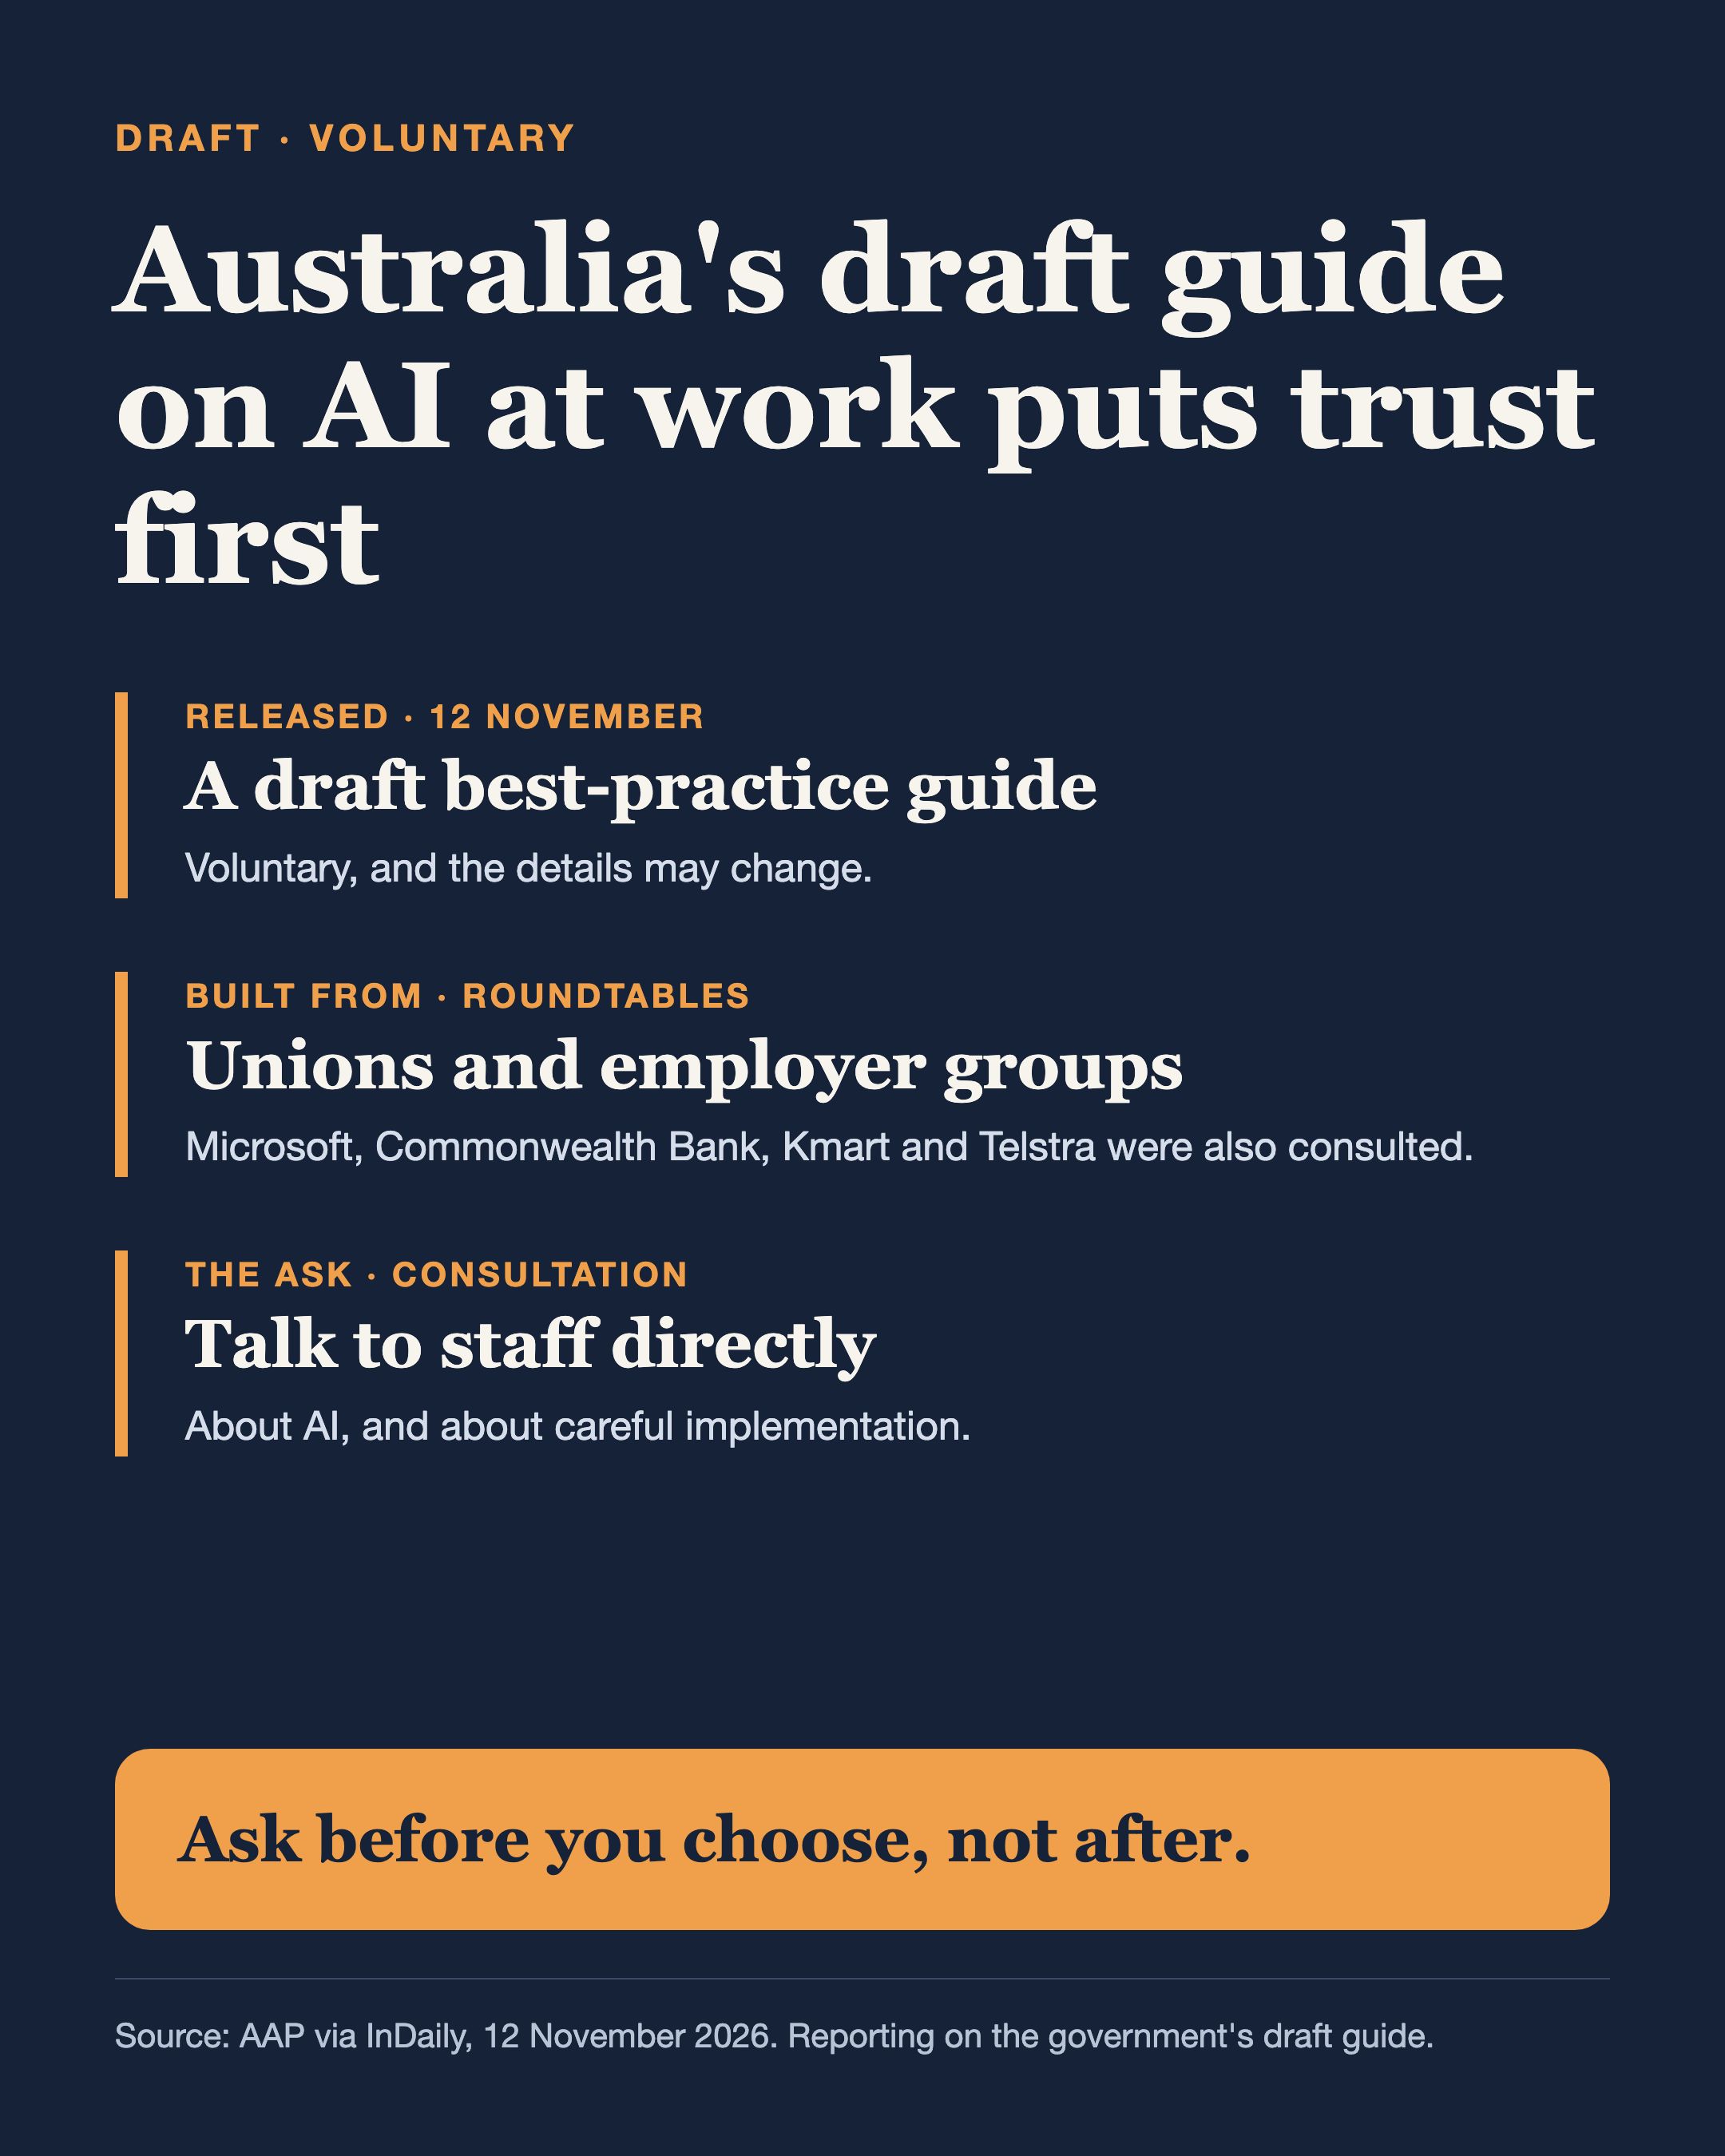 DRAFT · VOLUNTARY
Australia's draft guide
on AI at work puts trust
first
RELEASED · 12 NOVEMBER
A draft best-practice guide
Voluntary, and the details may change.
BUILT FROM · ROUNDTABLES
Unions and employer groups
Microsoft, Commonwealth Bank, Kmart and Telstra were also consulted.
THE ASK · CONSULTATION
Talk to staff directly
About AI, and about careful implementation.
Ask before you choose, not after.
Source: AAP via InDaily, 12 November 2026. Reporting on the government's draft guide.